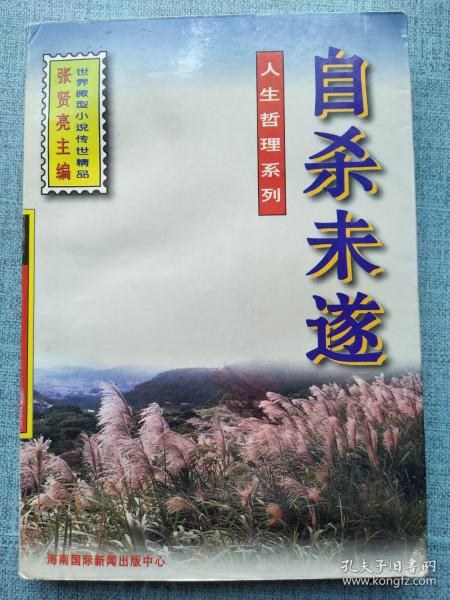 自杀未遂
人生哲理系列
世界微型小说传世精品
张贤亮主编
海南国际新闻出版中心
孔夫子旧书网
kongfz.com